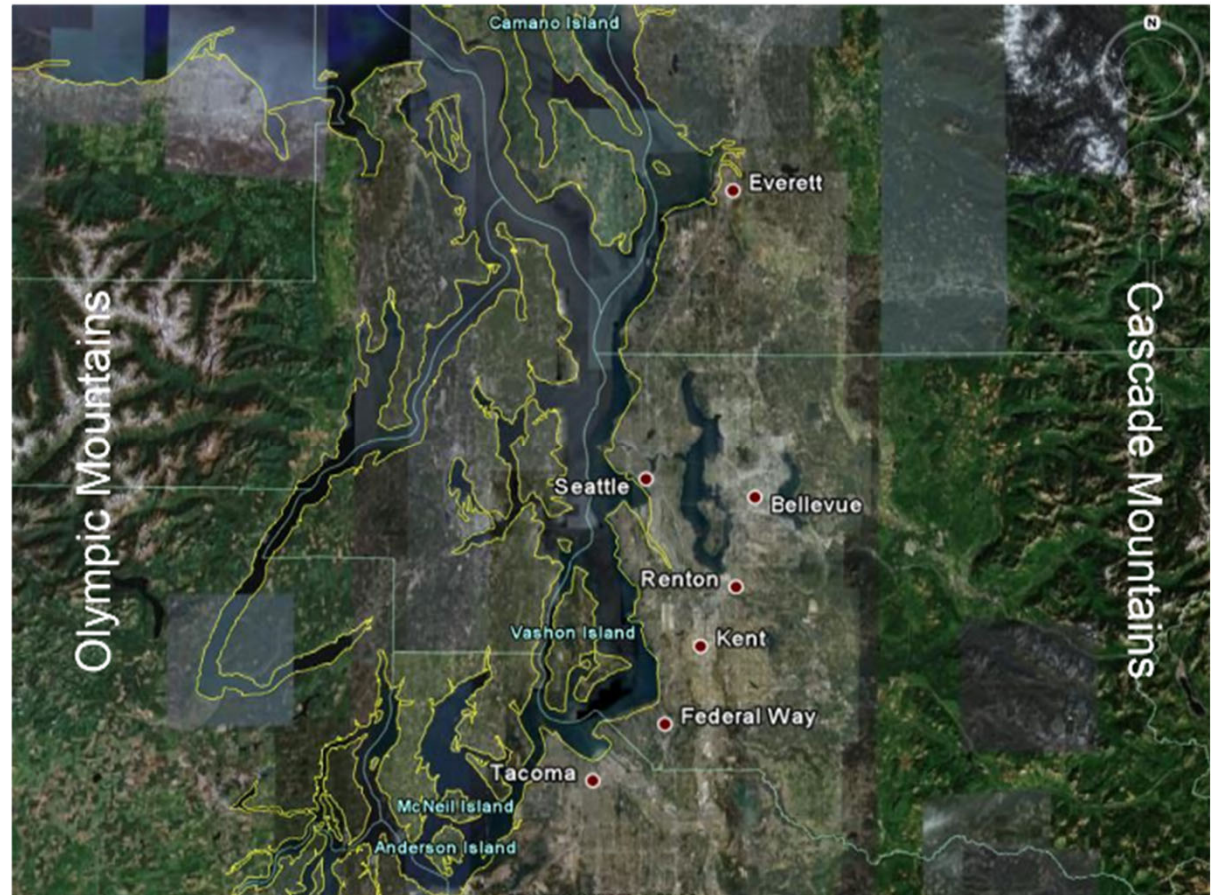 Camano Island
N
Everett
Olympic Mountains
Cascade Mountains
Seattle
Bellevue
Renton
Vashon Island
Kent
Federal Way
Tacoma
McNeil Island
Anderson Island